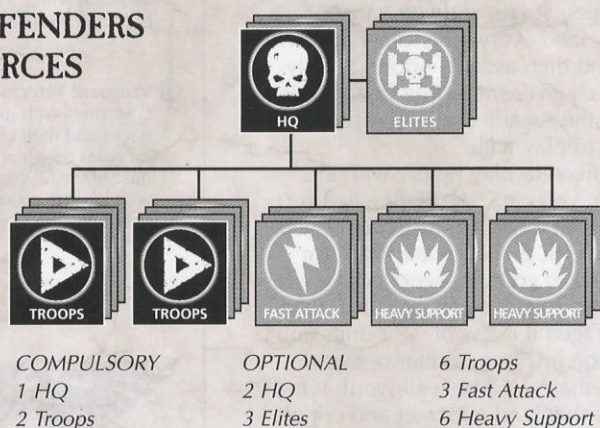 FENDERS
RCES
HQ
ELITES
TROOPS
TROOPS
FAST ATTACK
HEAVY SUPPORT
HEAVY SUPPORT
COMPULSORY
1 HQ
2 Troops
OPTIONAL
2 HQ
3 Elites
6 Troops
3 Fast Attack
6 Heavy Support